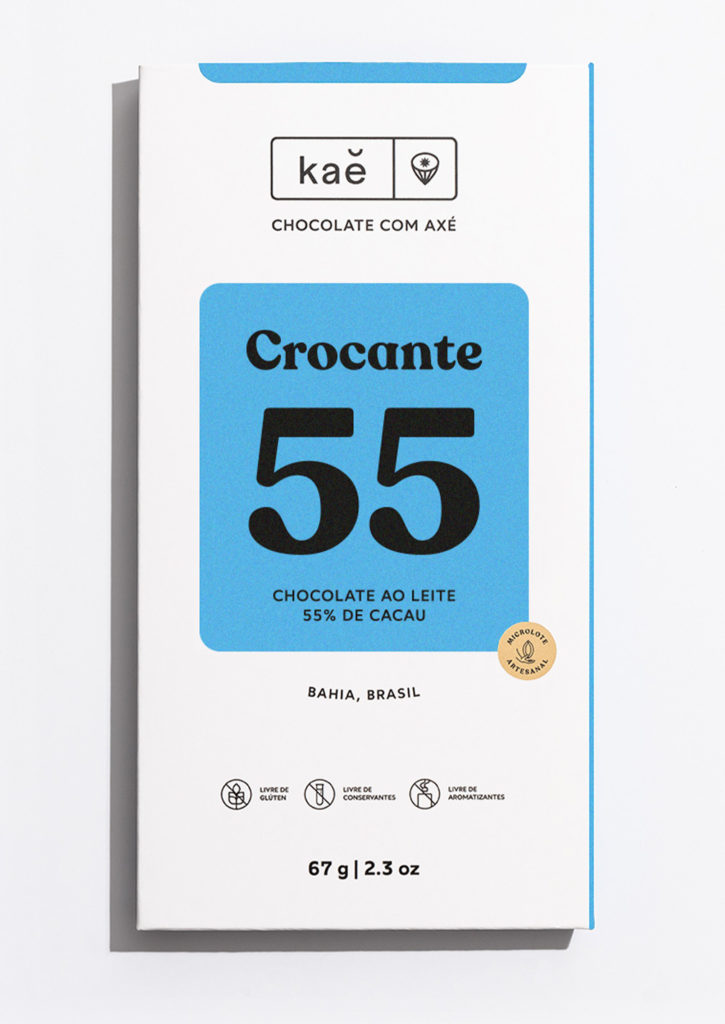 kaĕ
CHOCOLATE COM AXÉ
Crocante
55
CHOCOLATE AO LEITE
55% DE CACAU
MICROLOTE
ARTESANAL
BAHIA, BRASIL
LIVRE DE
GLÚTEN
LIVRE DE
CONSERVANTES
LIVRE DE
AROMATIZANTES
67 g | 2.3 oz